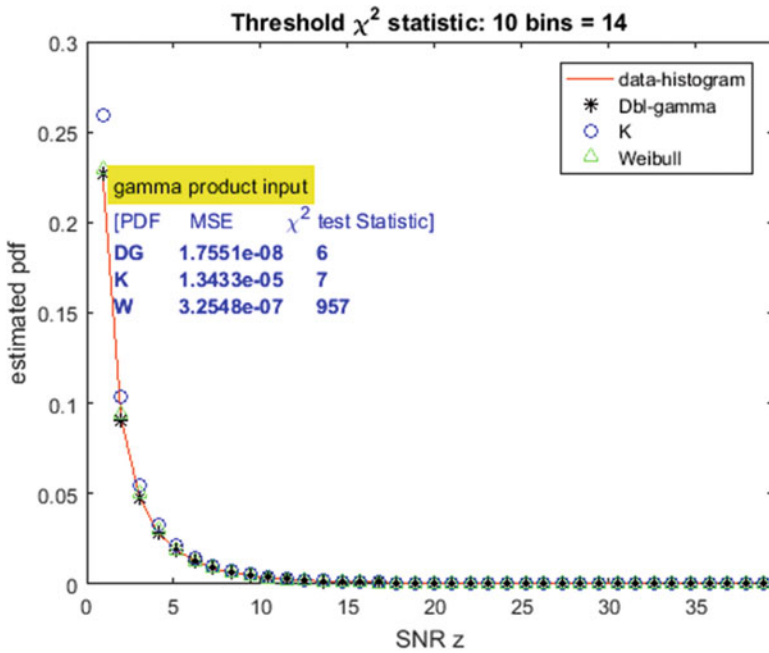 Threshold χ² statistic: 10 bins = 14
0.3
0.25
0.2
0.15
0.1
0.05
0
estimated pdf
data-histogram
Dbl-gamma
K
Weibull
gamma product input
[PDF MSE χ² test Statistic]
DG 1.7551e-08 6
K 1.3433e-05 7
W 3.2548e-07 957
0 5 10 15 20 25 30 35
SNR z